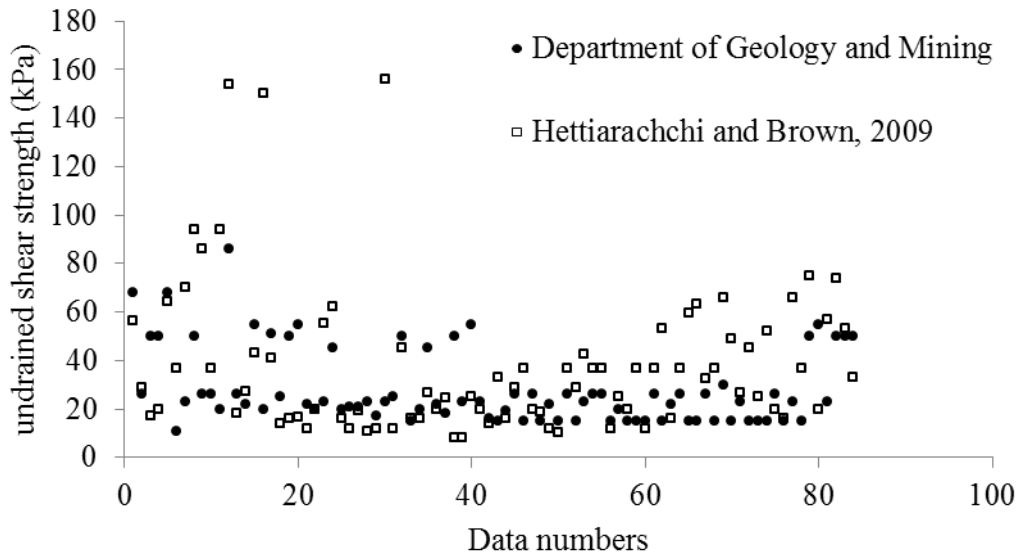 180
160
140
120
100
80
60
40
20
0
undrained shear strength (kPa)
Department of Geology and Mining
Hettiarachchi and Brown, 2009
0 20 40 60 80 100
Data numbers